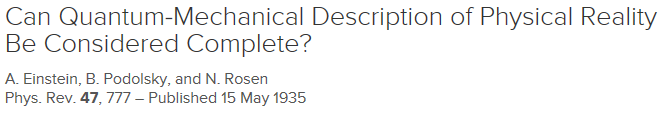 Can Quantum-Mechanical Description of Physical Reality
Be Considered Complete?
A. Einstein, B. Podolsky, and N. Rosen
Phys. Rev. 47, 777 – Published 15 May 1935